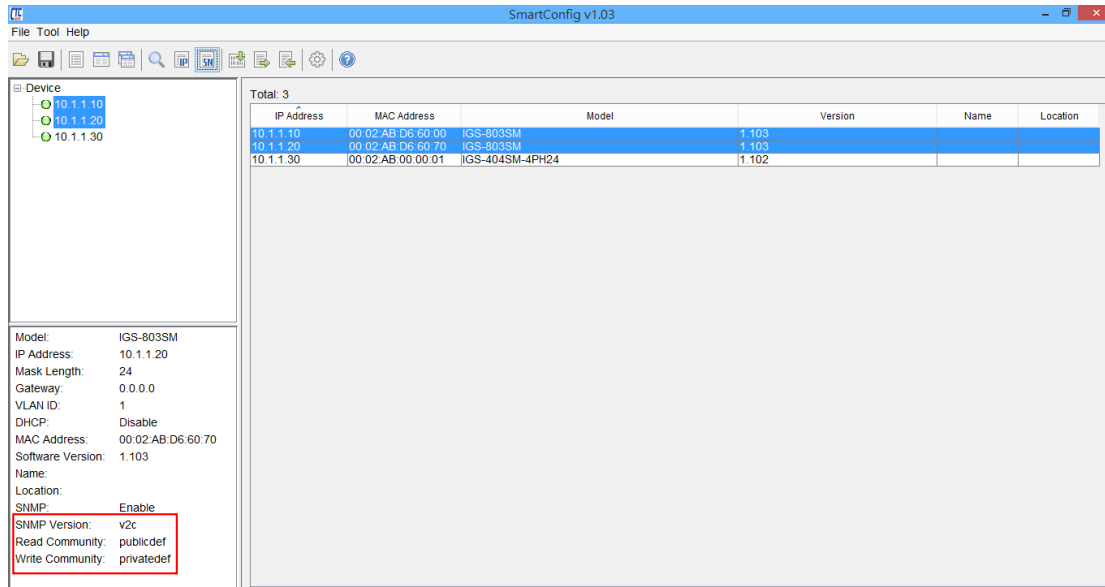 CTC
SmartConfig v1.03
File Tool Help
IP
SN
Device
10.1.1.10
10.1.1.20
10.1.1.30
Total: 3
IP Address MAC Address Model Version Name Location
10.1.1.10 00:02:AB:D6:60:00 IGS-803SM 1.103
10.1.1.20 00:02:AB:D6:60:70 IGS-803SM 1.103
10.1.1.30 00:02:AB:00:00:01 IGS-404SM-4PH24 1.102
Model: IGS-803SM
IP Address: 10.1.1.20
Mask Length: 24
Gateway: 0.0.0.0
VLAN ID: 1
DHCP: Disable
MAC Address: 00:02:AB:D6:60:70
Software Version: 1.103
Name:
Location:
SNMP: Enable
SNMP Version: v2c
Read Community: publicdef
Write Community: privatedef